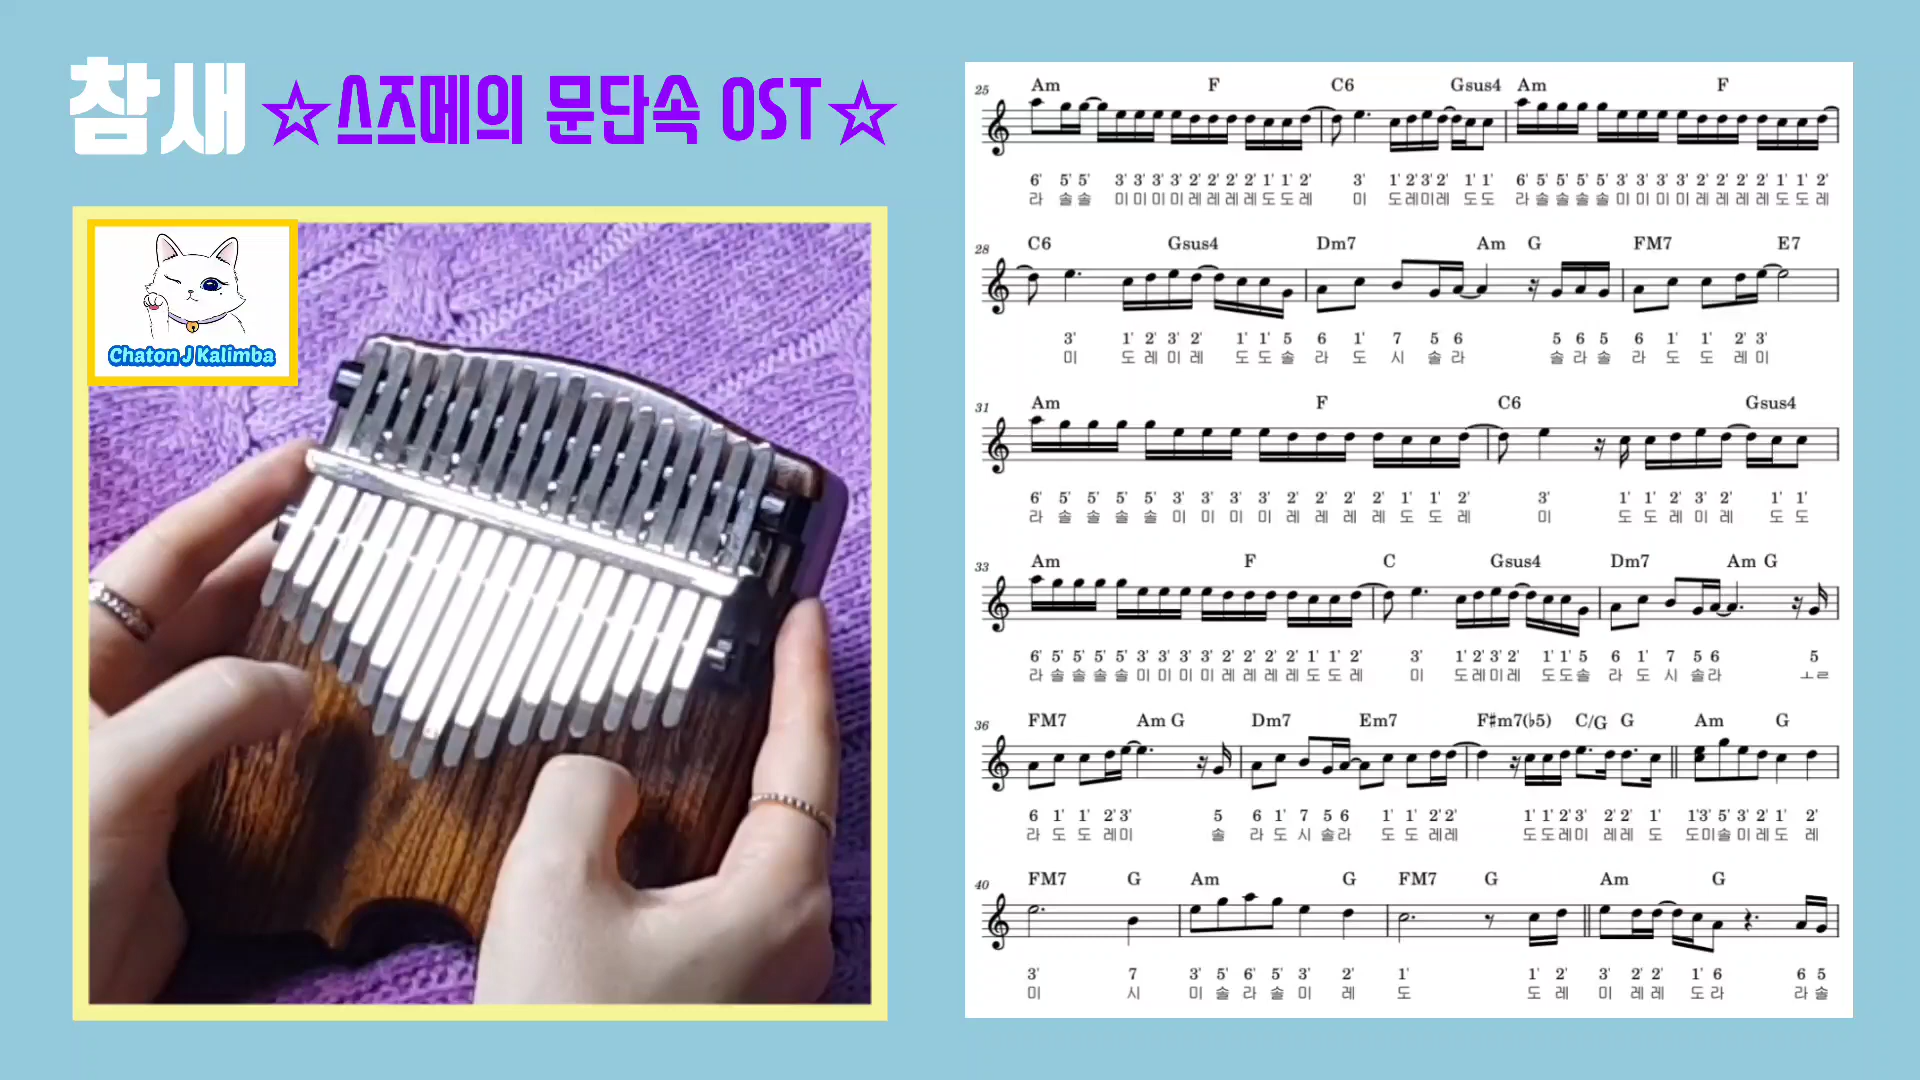 참새 ☆스즈메의 문단속 OST☆
Chaton J Kalimba
25 Am F C6 Gsus4 Am F
6' 5' 5' 3' 3' 3' 3' 2' 2' 2' 2' 1' 1' 2' 3' 1' 2' 3' 2' 1' 1' 6' 5' 5' 5' 5' 3' 3' 3' 3' 2' 2' 2' 2' 1' 1' 2'
라 솔 솔 미 미 미 미 레 레 레 레 도 도 레 미 도 레 미 레 도 도 라 솔 솔 솔 솔 미 미 미 미 레 레 레 레 도 도 레
28 C6 Gsus4 Dm7 Am G FM7 E7
3' 1' 2' 3' 2' 1' 1' 5 6 1' 7 5 6 5 6 5 6 1' 1' 2' 3'
미 도 레 미 레 도 도 솔 라 도 시 솔 라 솔 라 솔 라 도 도 레 미
31 Am F C6 Gsus4
6' 5' 5' 5' 5' 3' 3' 3' 3' 2' 2' 2' 2' 1' 1' 2' 3' 1' 1' 2' 3' 2' 1' 1'
라 솔 솔 솔 솔 미 미 미 미 레 레 레 레 도 도 레 미 도 도 레 미 레 도 도
33 Am F C Gsus4 Dm7 Am G
6' 5' 5' 5' 5' 3' 3' 3' 3' 2' 2' 2' 2' 1' 1' 2' 3' 1' 2' 3' 2' 1' 1' 5 6 1' 7 5 6 5
라 솔 솔 솔 솔 미 미 미 미 레 레 레 레 도 도 레 미 도 레 미 레 도 도 솔 라 도 시 솔 라 ㅗㄹ
36 FM7 Am G Dm7 Em7 F#m7(♭5) C/G G Am G
6 1' 1' 2' 3' 5 6 1' 7 5 6 1' 1' 2' 2' 1' 1' 2' 3' 2' 2' 1' 1' 3' 5' 3' 2' 1' 2'
라 도 도 레 미 솔 라 도 시 솔 라 도 도 레 레 도 도 레 미 레 레 도 도 미 솔 미 레 도 레
40 FM7 G Am G FM7 G Am G
3' 7 3' 5' 6' 5' 3' 2' 1' 1' 2' 3' 2' 2' 1' 6 6 5
미 시 미 솔 라 솔 미 레 도 도 레 미 레 레 도 라 라 솔